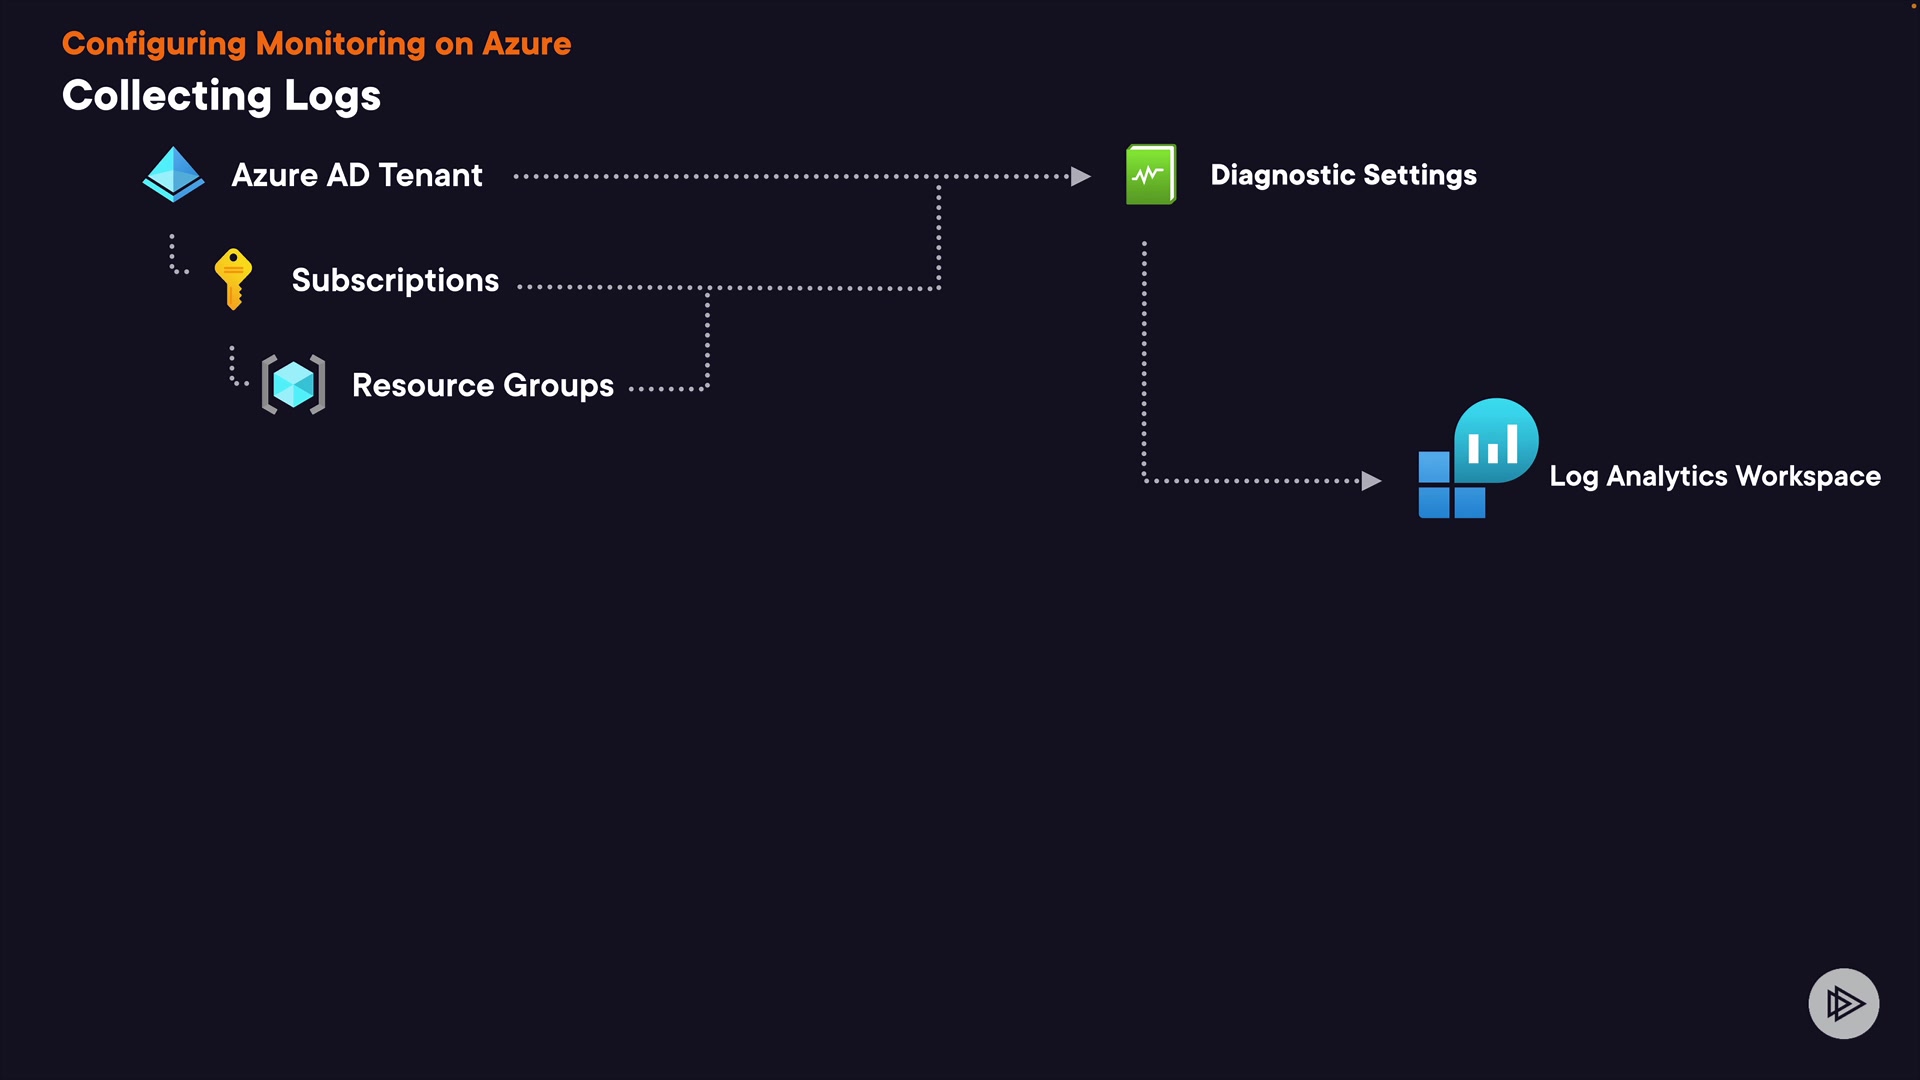 Configuring Monitoring on Azure
Collecting Logs
Azure AD Tenant
Diagnostic Settings
Subscriptions
Resource Groups
Log Analytics Workspace